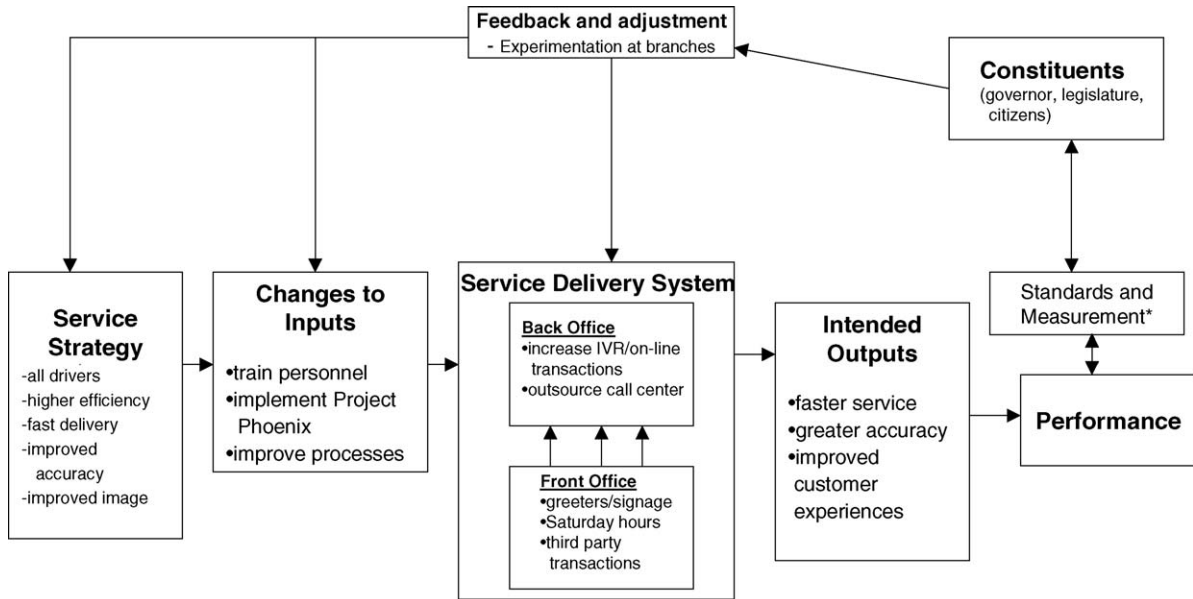 Feedback and adjustment
- Experimentation at branches
Constituents
(governor, legislature,
citizens)
Service
Strategy
-all drivers
-higher efficiency
-fast delivery
-improved
accuracy
-improved image
Changes to
Inputs
•train personnel
•implement Project
Phoenix
•improve processes
Service Delivery System
Back Office
•increase IVR/on-line
transactions
•outsource call center
Front Office
•greeters/signage
•Saturday hours
•third party
transactions
Intended
Outputs
•faster service
•greater accuracy
•improved
customer
experiences
Standards and
Measurement*
Performance